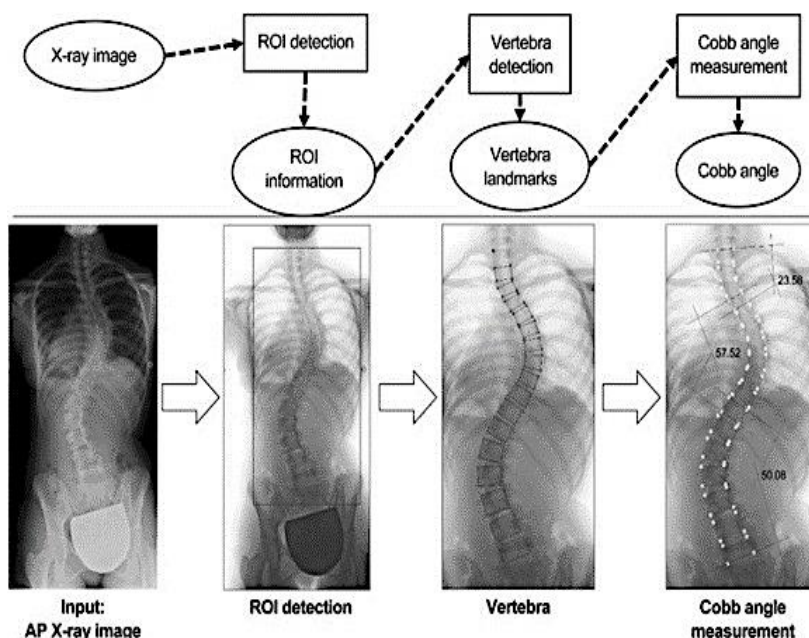 X-ray image
ROI detection
Vertebra
detection
Cobb angle
measurement
ROI
information
Vertebra
landmarks
Cobb angle
23.58
57.52
50.08
Input:
AP X-ray image
ROI detection
Vertebra
Cobb angle
measurement